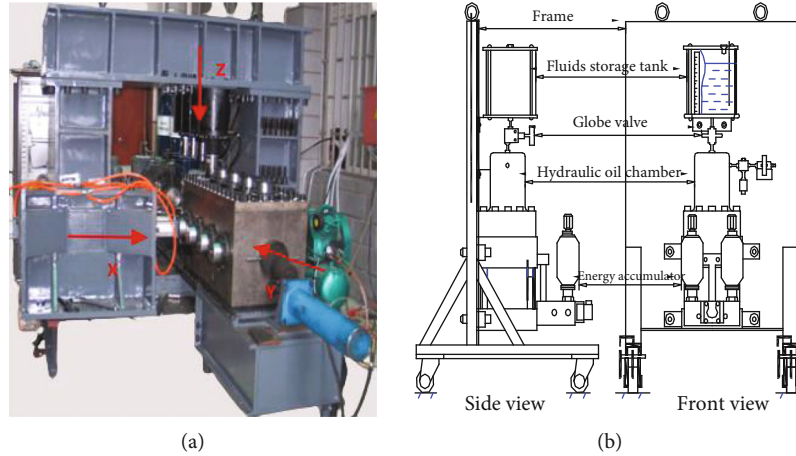 Z
X
Y
Frame
Fluids storage tank
Globe valve
Hydraulic oil chamber
Energy accumulator
Side view
Front view
(a)
(b)